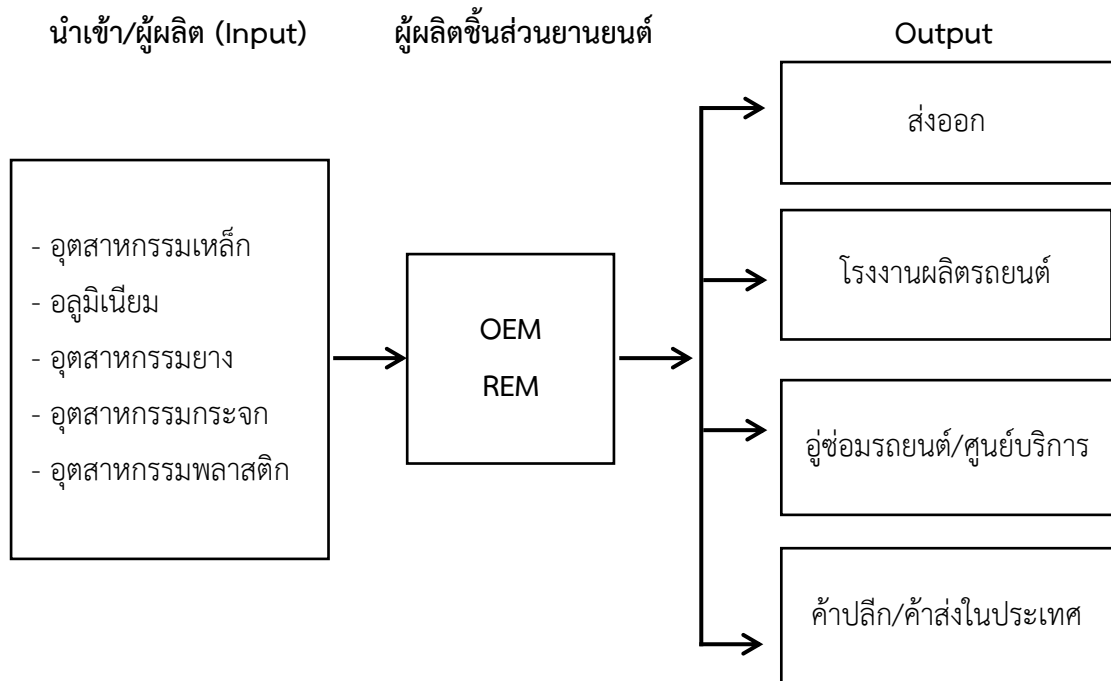 นำเข้า/ผู้ผลิต (Input)
ผู้ผลิตชิ้นส่วนยานยนต์
Output
- อุตสาหกรรมเหล็ก
- อลูมิเนียม
- อุตสาหกรรมยาง
- อุตสาหกรรมกระจก
- อุตสาหกรรมพลาสติก
OEM
REM
ส่งออก
โรงงานผลิตรถยนต์
อู่ซ่อมรถยนต์/ศูนย์บริการ
ค้าปลีก/ค้าส่งในประเทศ